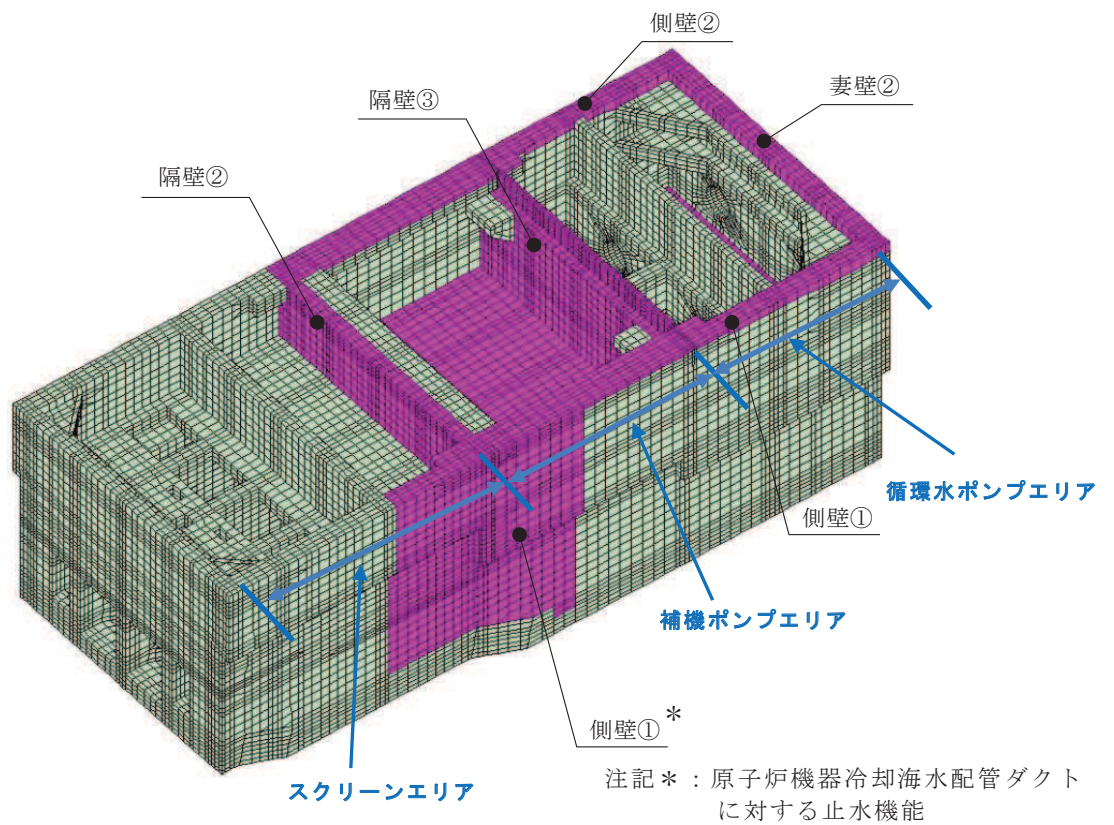 側壁②
妻壁②
隔壁③
隔壁②
循環水ポンプエリア
側壁①
補機ポンプエリア
側壁①*
スクリーンエリア
注記*：原子炉機器冷却海水配管ダクト
に対する止水機能